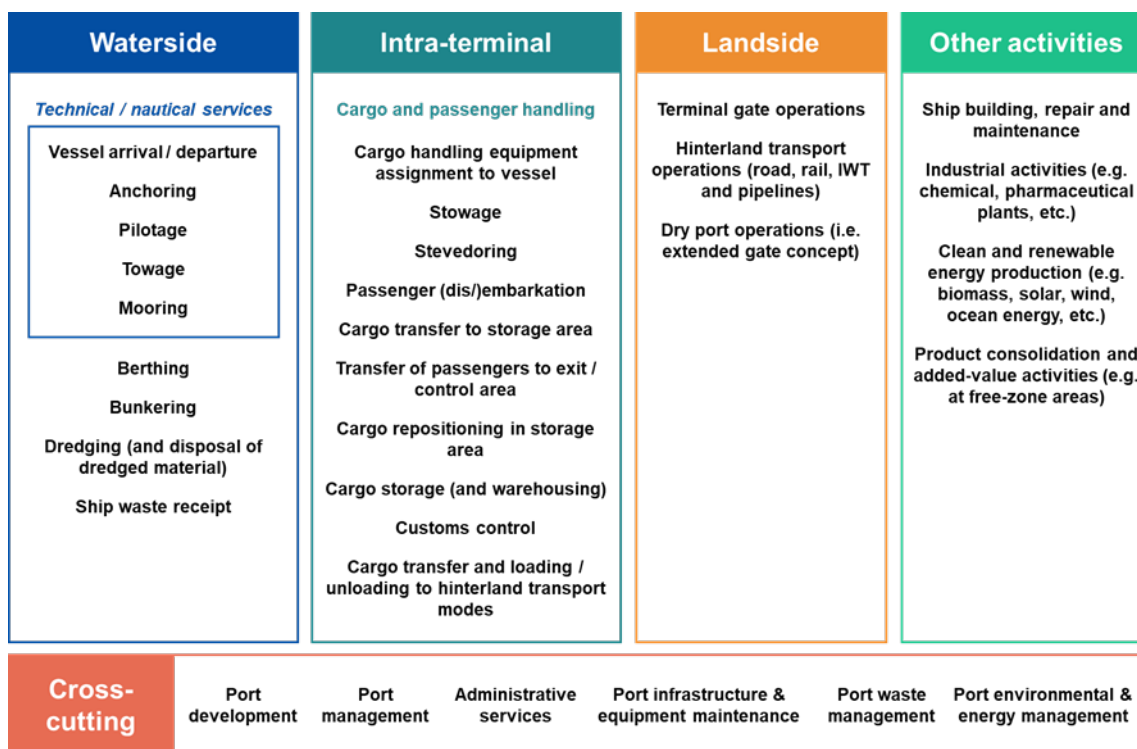 Waterside
Technical / nautical services
Vessel arrival / departure
Anchoring
Pilotage
Towage
Mooring
Berthing
Bunkering
Dredging (and disposal of
dredged material)
Ship waste receipt
Intra-terminal
Cargo and passenger handling
Cargo handling equipment
assignment to vessel
Stowage
Stevedoring
Passenger (dis/)embarkation
Cargo transfer to storage area
Transfer of passengers to exit /
control area
Cargo repositioning in storage
area
Cargo storage (and warehousing)
Customs control
Cargo transfer and loading /
unloading to hinterland transport
modes
Landside
Terminal gate operations
Hinterland transport
operations (road, rail, IWT
and pipelines)
Dry port operations (i.e.
extended gate concept)
Other activities
Ship building, repair and
maintenance
Industrial activities (e.g.
chemical, pharmaceutical
plants, etc.)
Clean and renewable
energy production (e.g.
biomass, solar, wind,
ocean energy, etc.)
Product consolidation and
added-value activities (e.g.
at free-zone areas)
Cross-
cutting
Port
development
Port
management
Administrative
services
Port infrastructure &
equipment maintenance
Port waste
management
Port environmental &
energy management